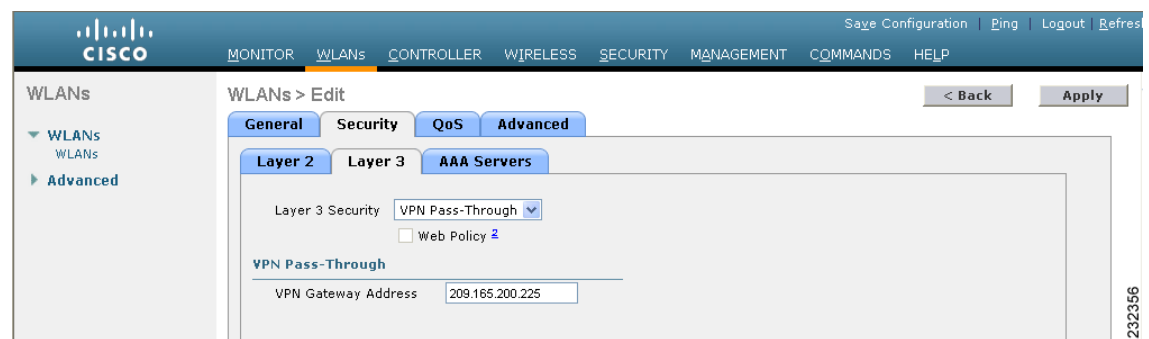 Save Configuration | Ping | Logout | Refres
CISCO
MONITOR WLANs CONTROLLER WIRELESS SECURITY MANAGEMENT COMMANDS HELP
WLANs
WLANs > Edit
< Back
Apply
General Security QoS Advanced
WLANs
WLANs
Advanced
Layer 2 Layer 3 AAA Servers
Layer 3 Security VPN Pass-Through
Web Policy 2
VPN Pass-Through
VPN Gateway Address 209.165.200.225
232356